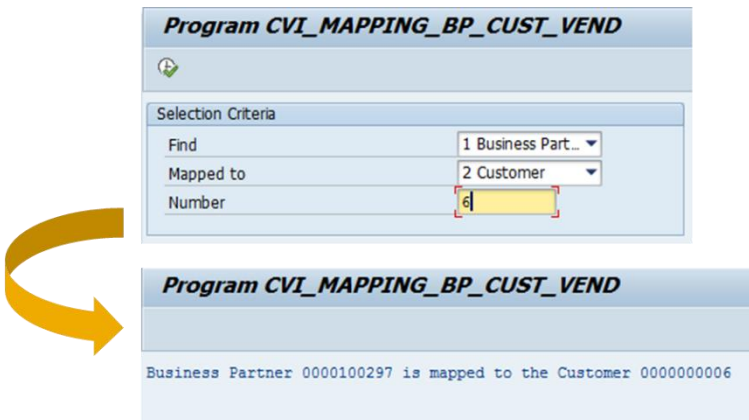 Program CVI_MAPPING_BP_CUST_VEND
Selection Criteria
Find 1 Business Part...
Mapped to 2 Customer
Number 6
Program CVI_MAPPING_BP_CUST_VEND
Business Partner 0000100297 is mapped to the Customer 0000000006